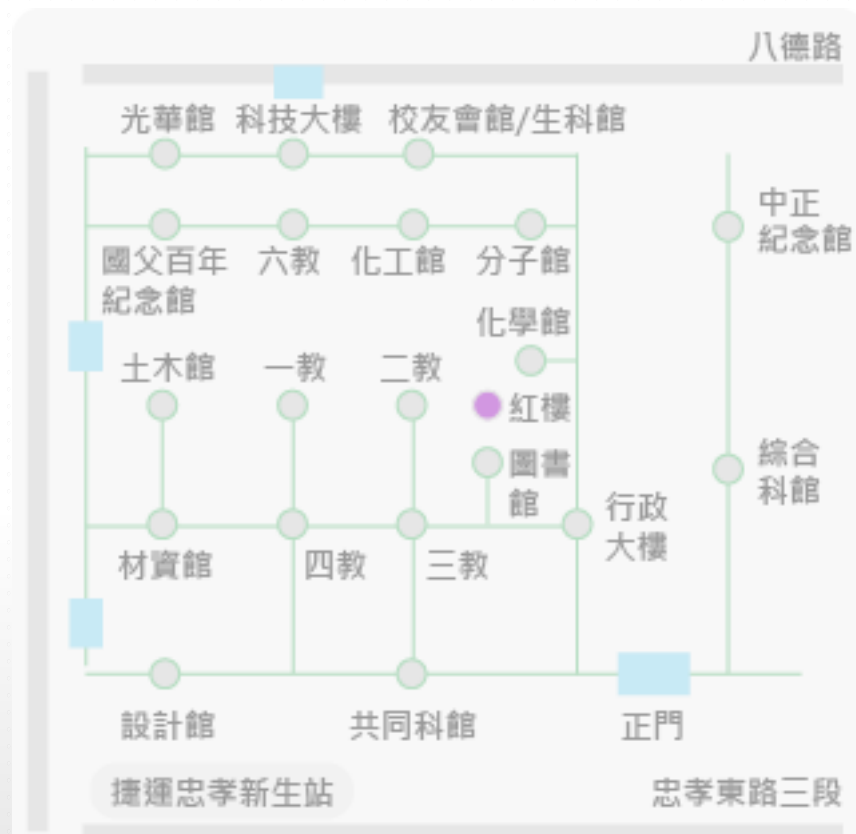 八德路
光華館
科技大樓
校友會館/生科館
中正
紀念館
國父百年
紀念館
六教
化工館
分子館
化學館
土木館
一教
二教
紅樓
圖書
館
綜合
科館
行政
大樓
材資館
四教
三教
設計館
共同科館
正門
捷運忠孝新生站
忠孝東路三段